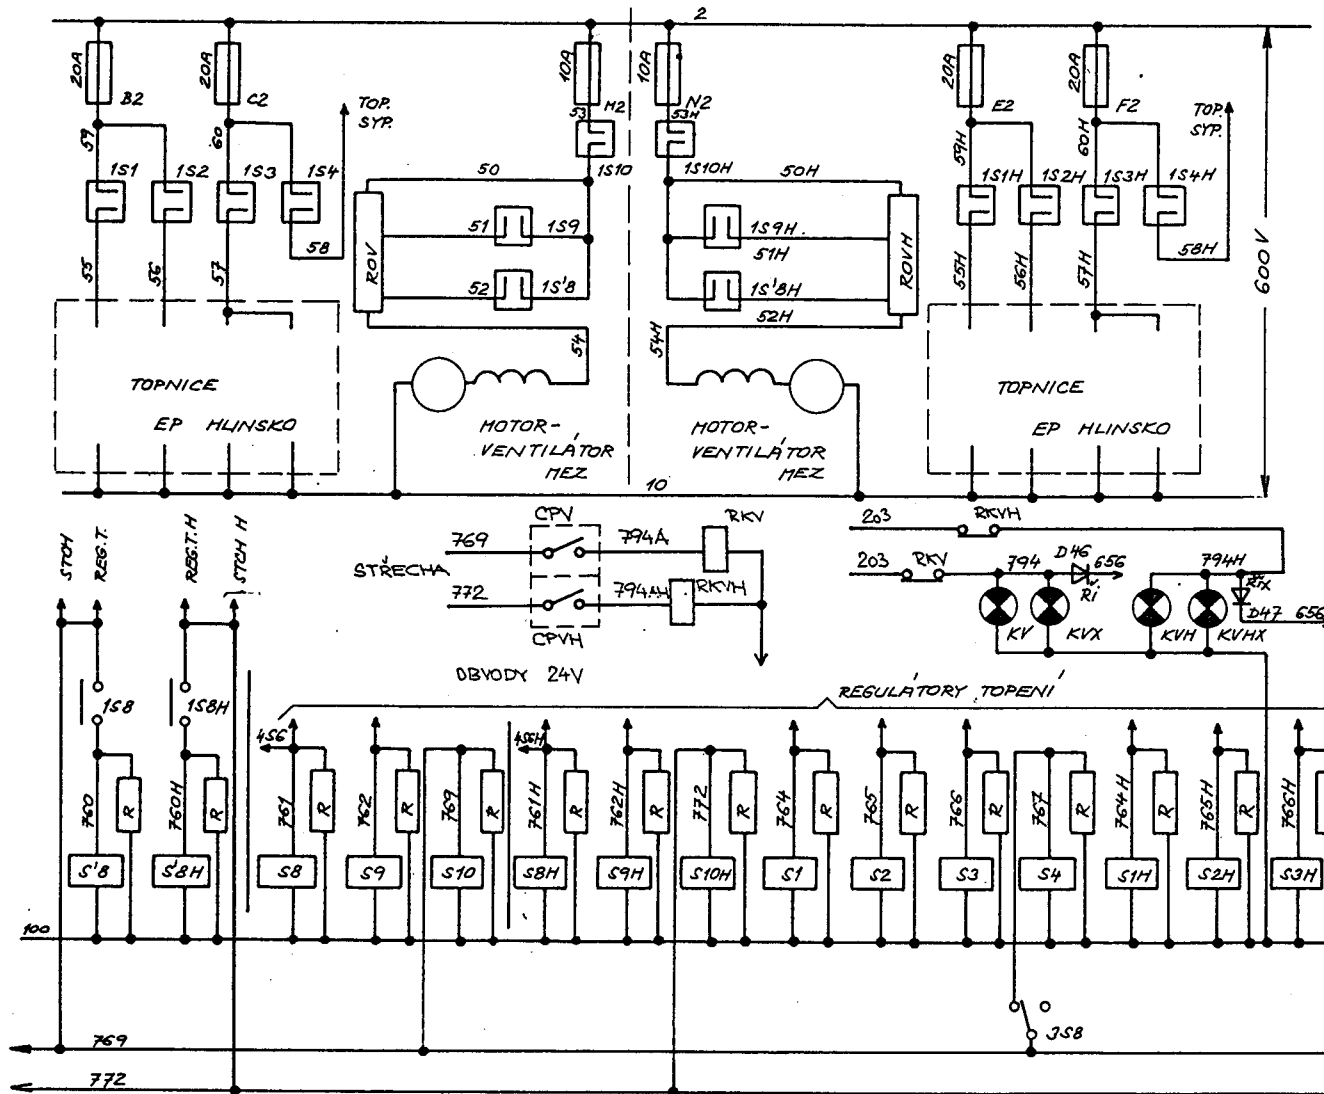 2
20A
B2
20A
C2
TOP.
SYP.
10A
53
M2
10A
N2
53H
20A
E2
20A
F2
TOP.
SYP.
59
60
59H
60H
1S1
1S2
1S3
1S4
50
1S10
1S10H
50H
1S1H
1S2H
1S3H
1S4H
51
1S9
1S9H.
51H
58
58H
600V
55
56
57
ROV
52
1S'8
1S'8H
52H
ROVH
55H
56H
57H
54
54H
TOPNICE
EP HLINSKO
MOTOR-
VENTILÁTOR
MEZ
MOTOR-
VENTILÁTOR
MEZ
TOPNICE
EP HLINSKO
10
STOH
REG.T.
REG.T.H
STOH H
STŘECHA
769
CPV
794A
RKV
772
794AH
RKVH
CPVH
OBVODY 24V
203
RKVH
203
RKV
794
D46
656
Ři
794H
Řix
D47
656
KV
KVX
KVH
KVHX
REGULÁTORY TOPENÍ
1S8
1S8H
4S6
4S6H
760
R
760H
R
761
R
762
R
769
R
761H
R
762H
R
772
R
764
R
765
R
766
R
767
R
764H
R
765H
R
766H
S'8
S'8H
S8
S9
S10
S8H
S9H
S10H
S1
S2
S3
S4
S1H
S2H
S3H
100
3S8
769
772